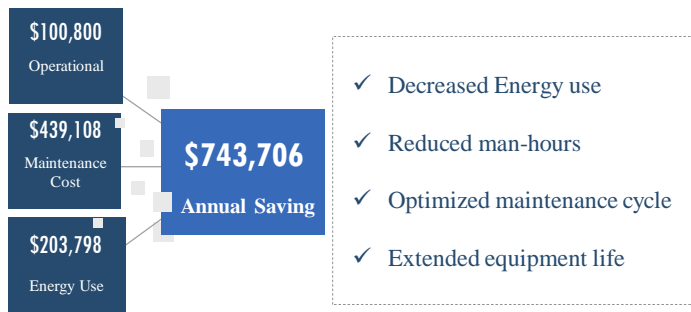 $100,800
Operational
$439,108
Maintenance
Cost
$203,798
Energy Use
$743,706
Annual Saving
✓ Decreased Energy use
✓ Reduced man-hours
✓ Optimized maintenance cycle
✓ Extended equipment life